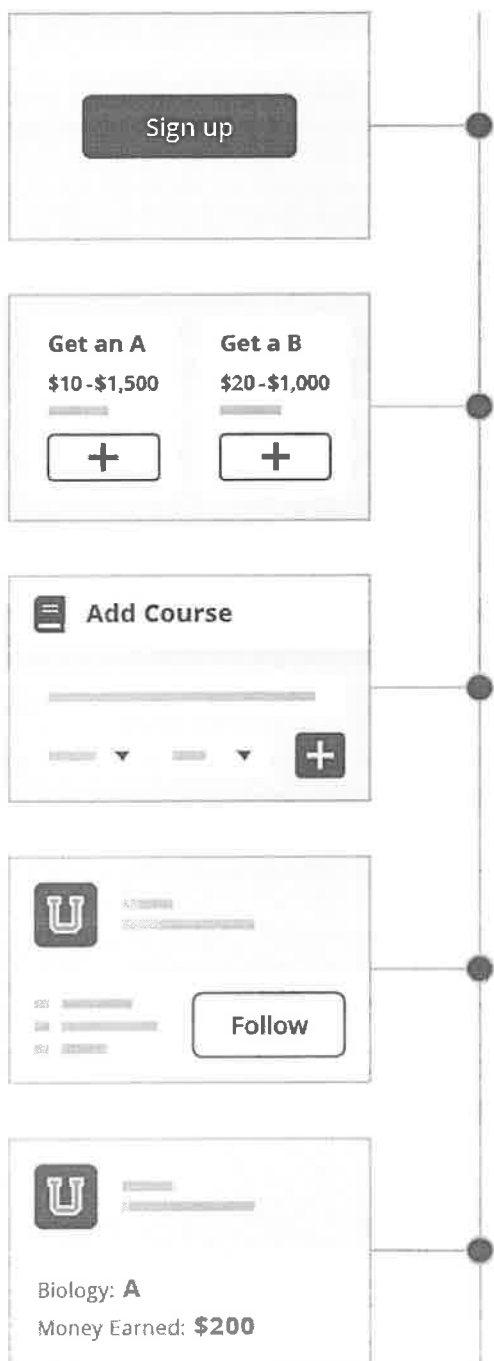 Sign up
Get an A
Get a B
$10-$1,500
$20-$1,000
+
+
Add Course
+
U
Follow
U
Biology: A
Money Earned: $200